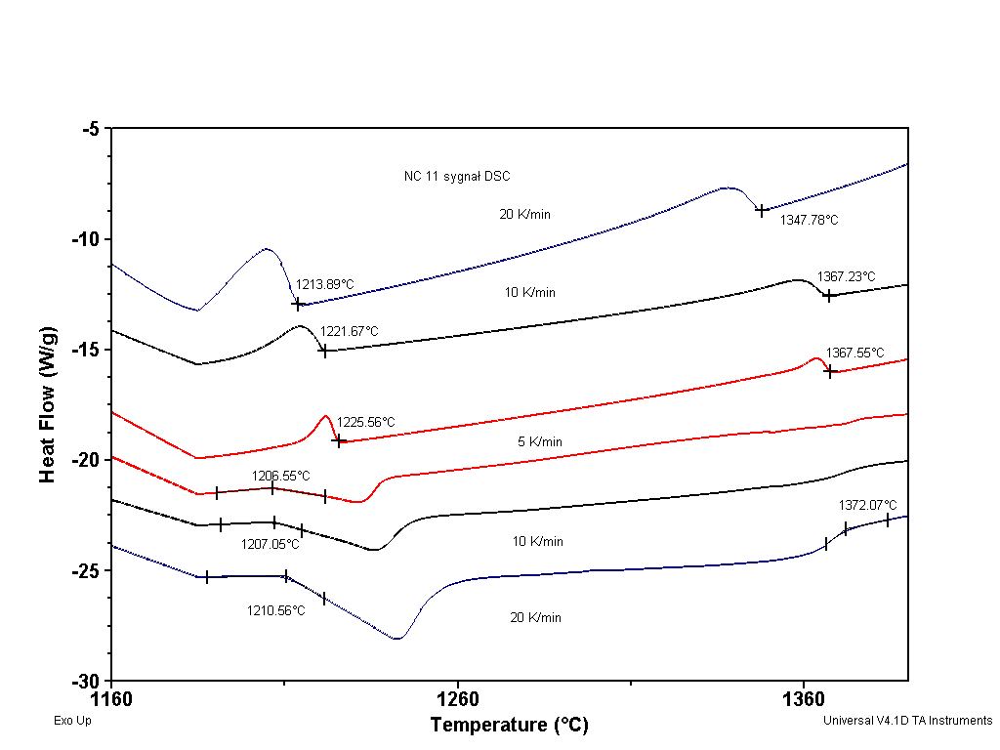 -5
NC 11 sygnał DSC
20 K/min
1347.78°C
-10
1213.89°C
10 K/min
1367.23°C
1221.67°C
-15
1367.55°C
1225.56°C
5 K/min
-20
1206.55°C
1372.07°C
1207.05°C
10 K/min
-25
1210.56°C
20 K/min
-30
Heat Flow (W/g)
1160
1260
1360
Exo Up
Temperature (°C)
Universal V4.1D TA Instruments